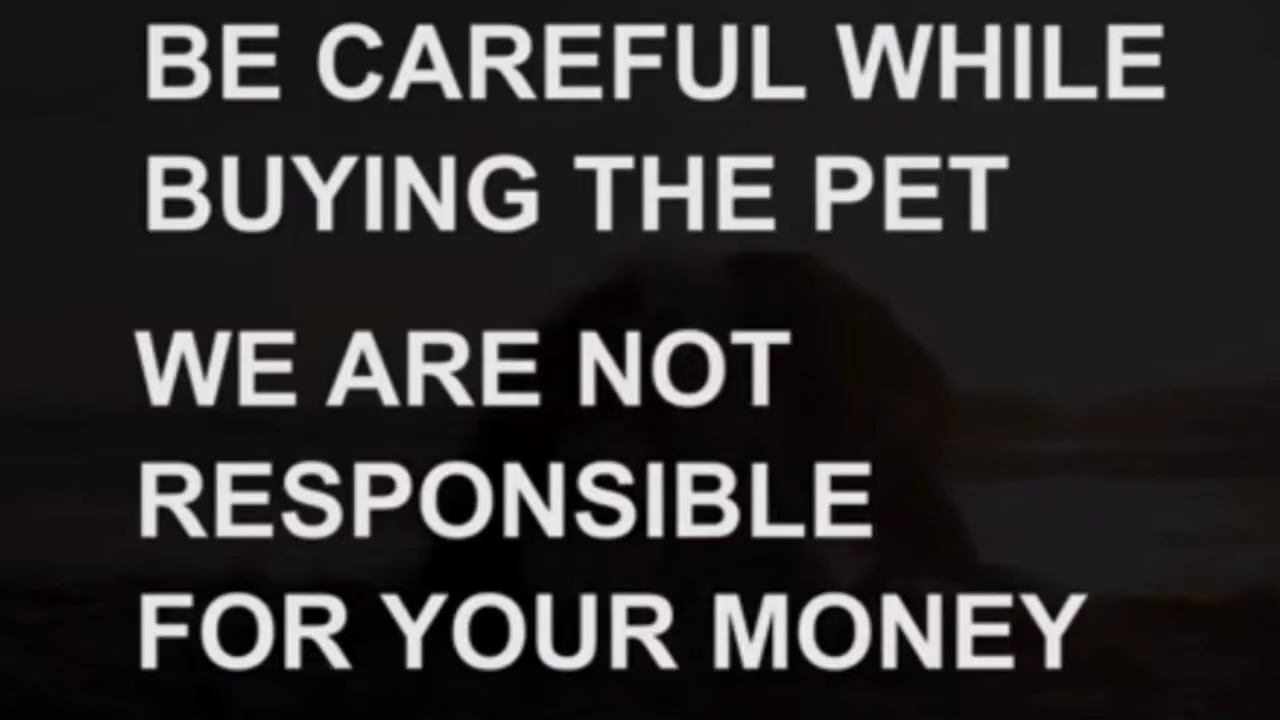 BE CAREFUL WHILE
BUYING THE PET
WE ARE NOT
RESPONSIBLE
FOR YOUR MONEY